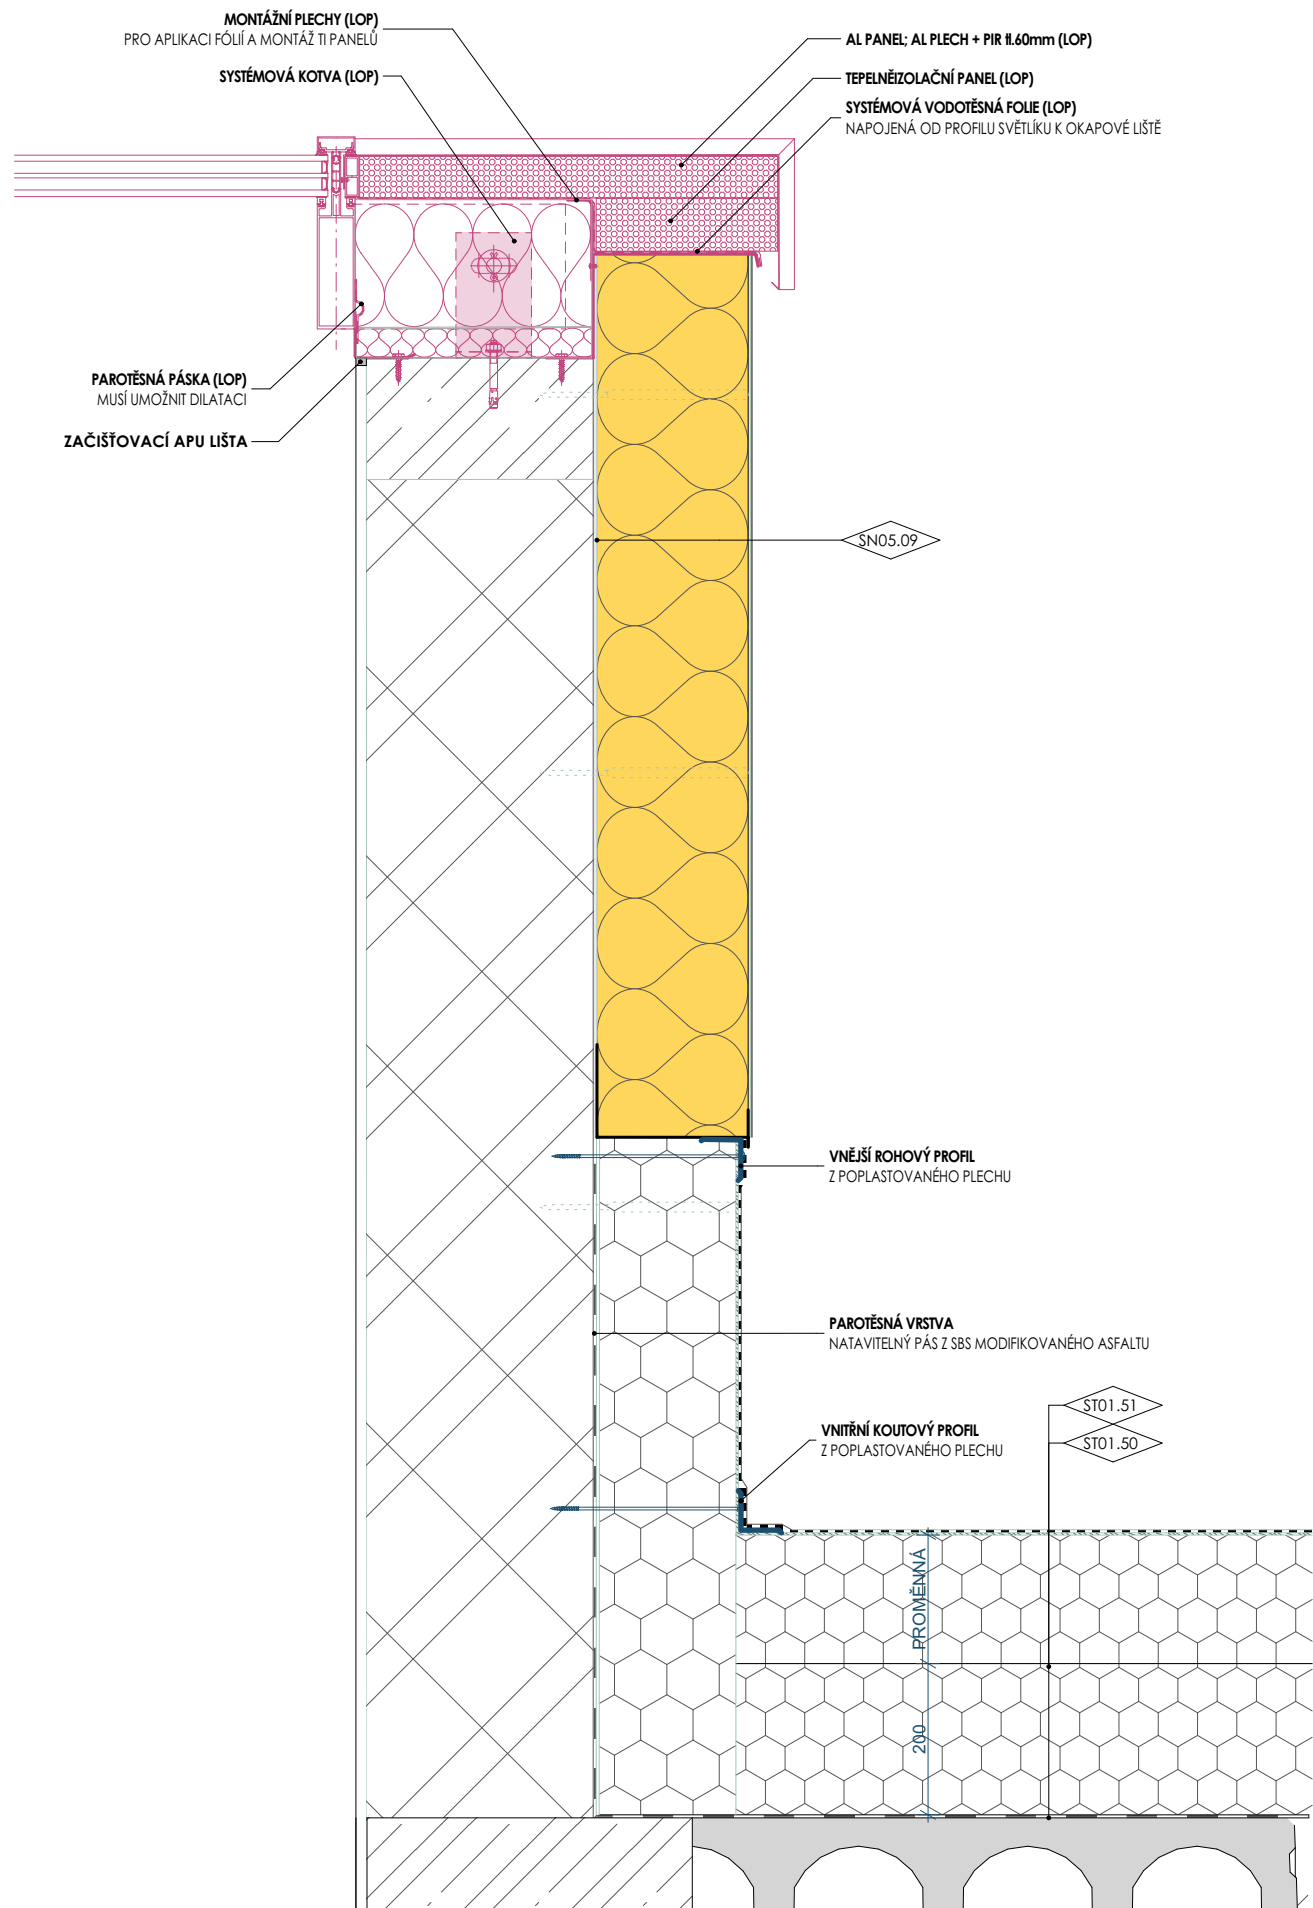 MONTÁŽNÍ PLECHY (LOP)
PRO APLIKACI FÓLIÍ A MONTÁŽ TI PANELŮ
SYSTÉMOVÁ KOTVA (LOP)
AL PANEL; AL PLECH + PIR tl.60mm (LOP)
TEPELNĚIZOLAČNÍ PANEL (LOP)
SYSTÉMOVÁ VODOTĚSNÁ FOLIE (LOP)
NAPOJENÁ OD PROFILU SVĚTLÍKU K OKAPOVÉ LIŠTĚ
PAROTĚSNÁ PÁSKA (LOP)
MUSÍ UMOŽNIT DILATACI
ZAČIŠŤOVACÍ APU LIŠTA
SN05.09
VNĚJŠÍ ROHOVÝ PROFIL
Z POPLASTOVANÉHO PLECHU
PAROTĚSNÁ VRSTVA
NATAVITELNÝ PÁS Z SBS MODIFIKOVANÉHO ASFALTU
ST01.51
VNITŘNÍ KOUTOVÝ PROFIL
Z POPLASTOVANÉHO PLECHU
ST01.50
PROMĚNNÁ
200